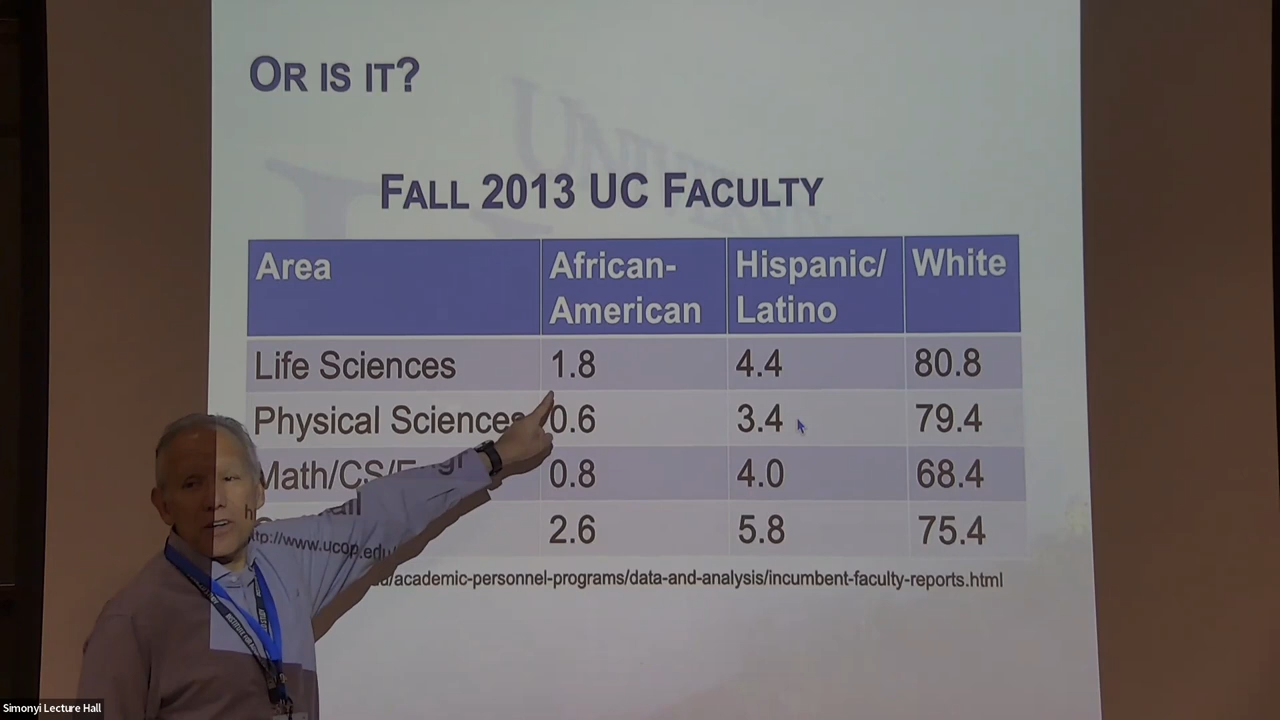 OR IS IT?
FALL 2013 UC FACULTY
Area African-American Hispanic/Latino White
Life Sciences 1.8 4.4 80.8
Physical Sciences 0.6 3.4 79.4
Math/CS/Engr 0.8 4.0 68.4
2.6 5.8 75.4
http://www.ucop.edu/academic-personnel-programs/data-and-analysis/incumbent-faculty-reports.html
Simonyi Lecture Hall